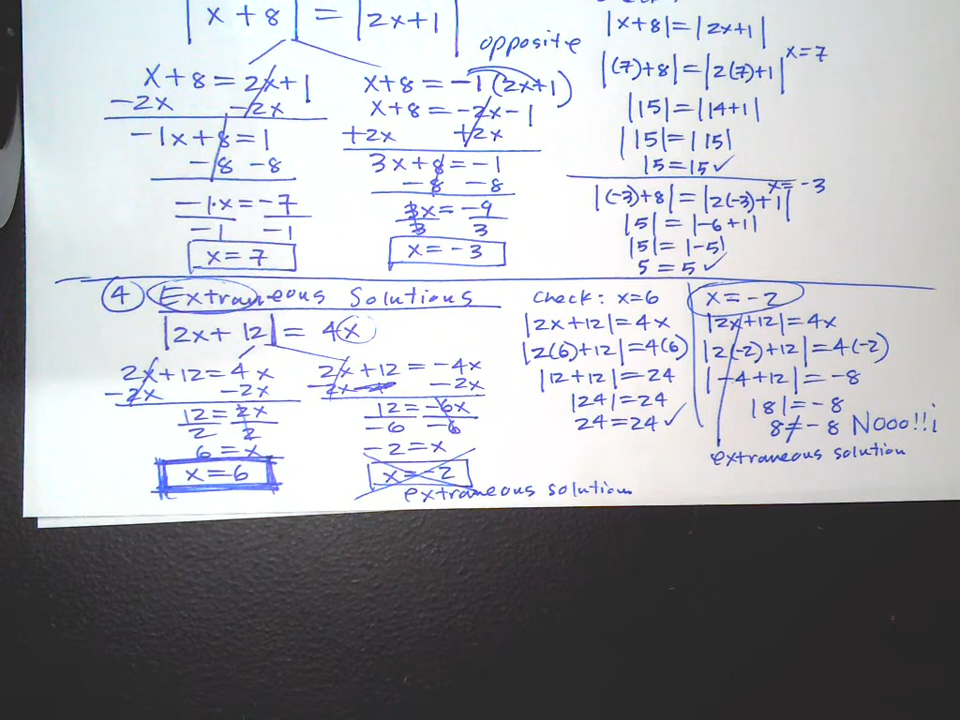 |x+8| = |2x+1|
opposite
x+8=2x+1
-2x -2x
-1x+8=1
-8 -8
-1·x=-7
-1 -1
x=7
x+8=-1(2x+1)
x+8=-2x-1
+2x +2x
3x+8=-1
-8 -8
3x=-9
3 3
x=-3
|x+8|=|2x+1|
|(7)+8|=|2(7)+1| x=7
|15|=|14+1|
|15|=|15|
15=15✓
|(-3)+8|=|2(-3)+1| x=-3
|5|=|-6+1|
|5|=|-5|
5=5✓
④ Extraneous Solutions
|2x+12|=4x
2x+12=4x
-2x -2x
12=2x
2 2
6=x
x=6
2x+12=-4x
-2x -2x
12=-6x
-6 -6
-2=x
x=-2
extraneous solution
check: x=6
|2x+12|=4x
|2(6)+12|=4(6)
|12+12|=24
|24|=24
24=24✓
x=-2
|2x+12|=4x
|2(-2)+12|=4(-2)
|-4+12|=-8
|8|=-8
8≠-8 Nooo!!¡
extraneous solution